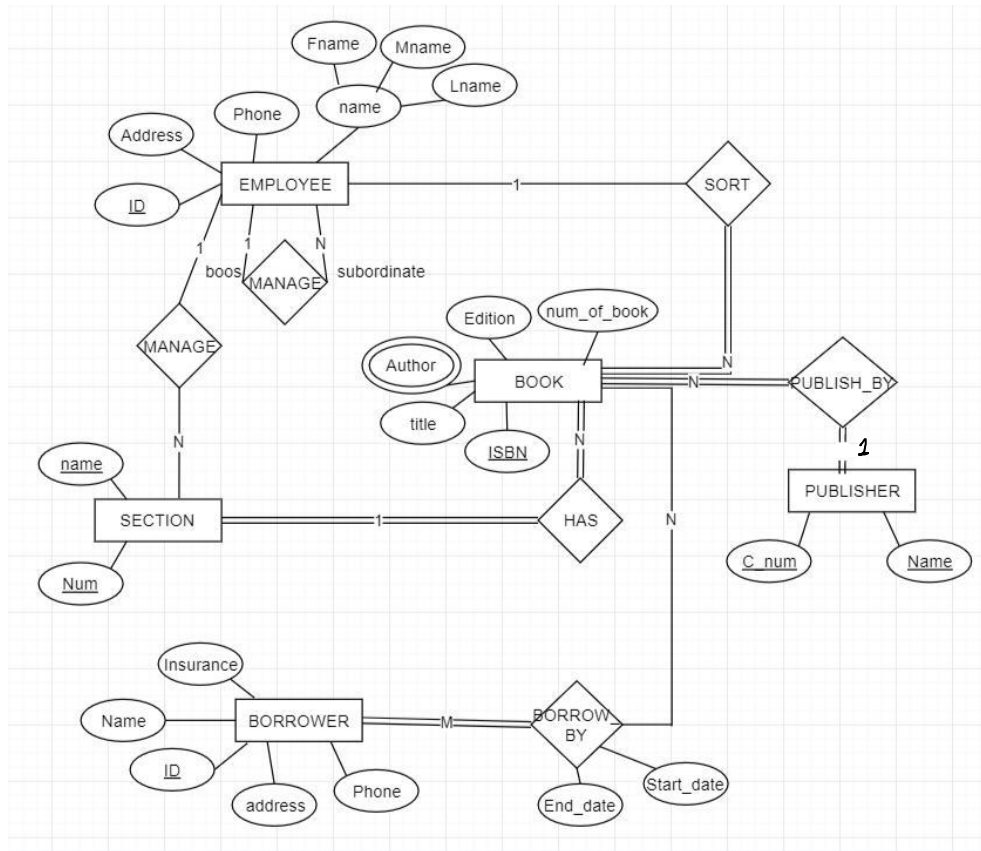 Fname
Mname
Lname
name
Phone
Address
EMPLOYEE
ID
1
SORT
1
1
N
boos
MANAGE
subordinate
MANAGE
N
Edition
num_of_book
Author
BOOK
N
N
PUBLISH_BY
title
ISBN
N
1
name
N
SECTION
1
HAS
N
PUBLISHER
Num
C_num
Name
Insurance
Name
BORROWER
M
BORROW_
BY
ID
address
Phone
End_date
Start_date